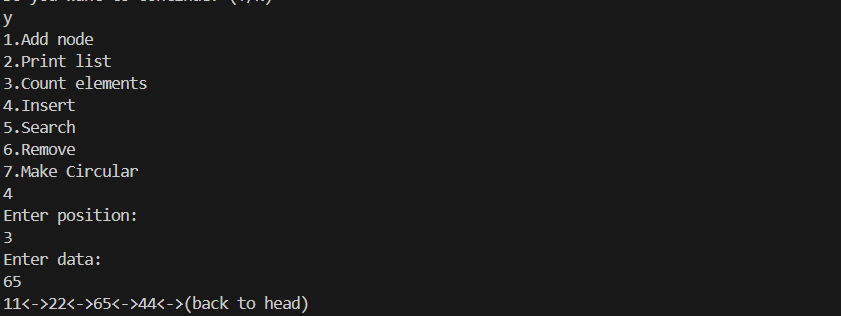 y
1.Add node
2.Print list
3.Count elements
4.Insert
5.Search
6.Remove
7.Make Circular
4
Enter position:
3
Enter data:
65
11<->22<->65<->44<->(back to head)